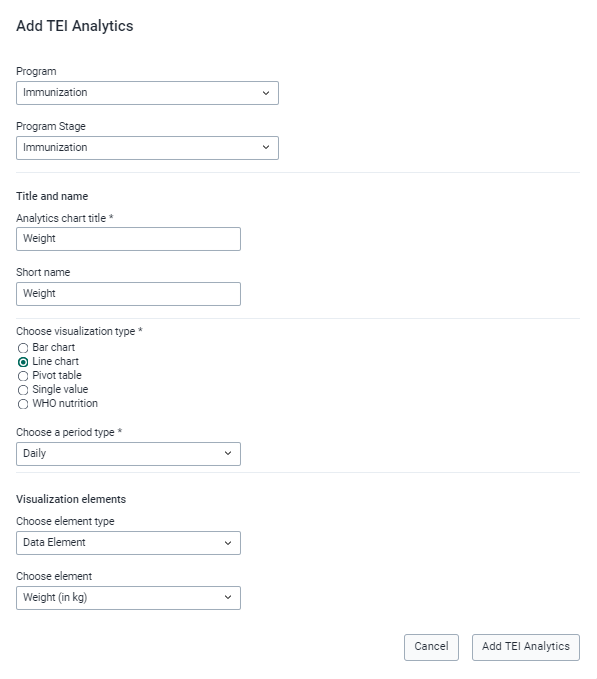 Add TEI Analytics
Program
Immunization
Program Stage
Immunization
Title and name
Analytics chart title *
Weight
Short name
Weight
Choose visualization type *
Bar chart
Line chart
Pivot table
Single value
WHO nutrition
Choose a period type *
Daily
Visualization elements
Choose element type
Data Element
Choose element
Weight (in kg)
Cancel
Add TEI Analytics